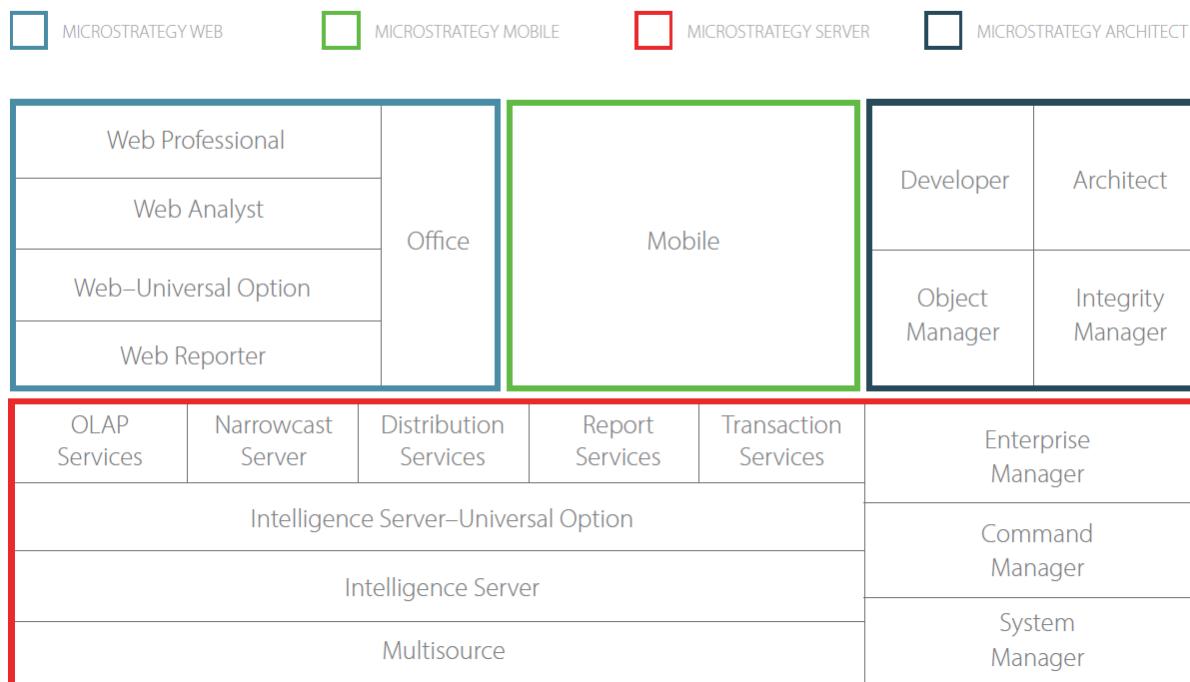 MICROSTRATEGY WEB
MICROSTRATEGY MOBILE
MICROSTRATEGY SERVER
MICROSTRATEGY ARCHITECT
Web Professional
Web Analyst
Web–Universal Option
Web Reporter
Office
Mobile
Developer
Architect
Object
Manager
Integrity
Manager
OLAP
Services
Narrowcast
Server
Distribution
Services
Report
Services
Transaction
Services
Intelligence Server–Universal Option
Intelligence Server
Multisource
Enterprise
Manager
Command
Manager
System
Manager